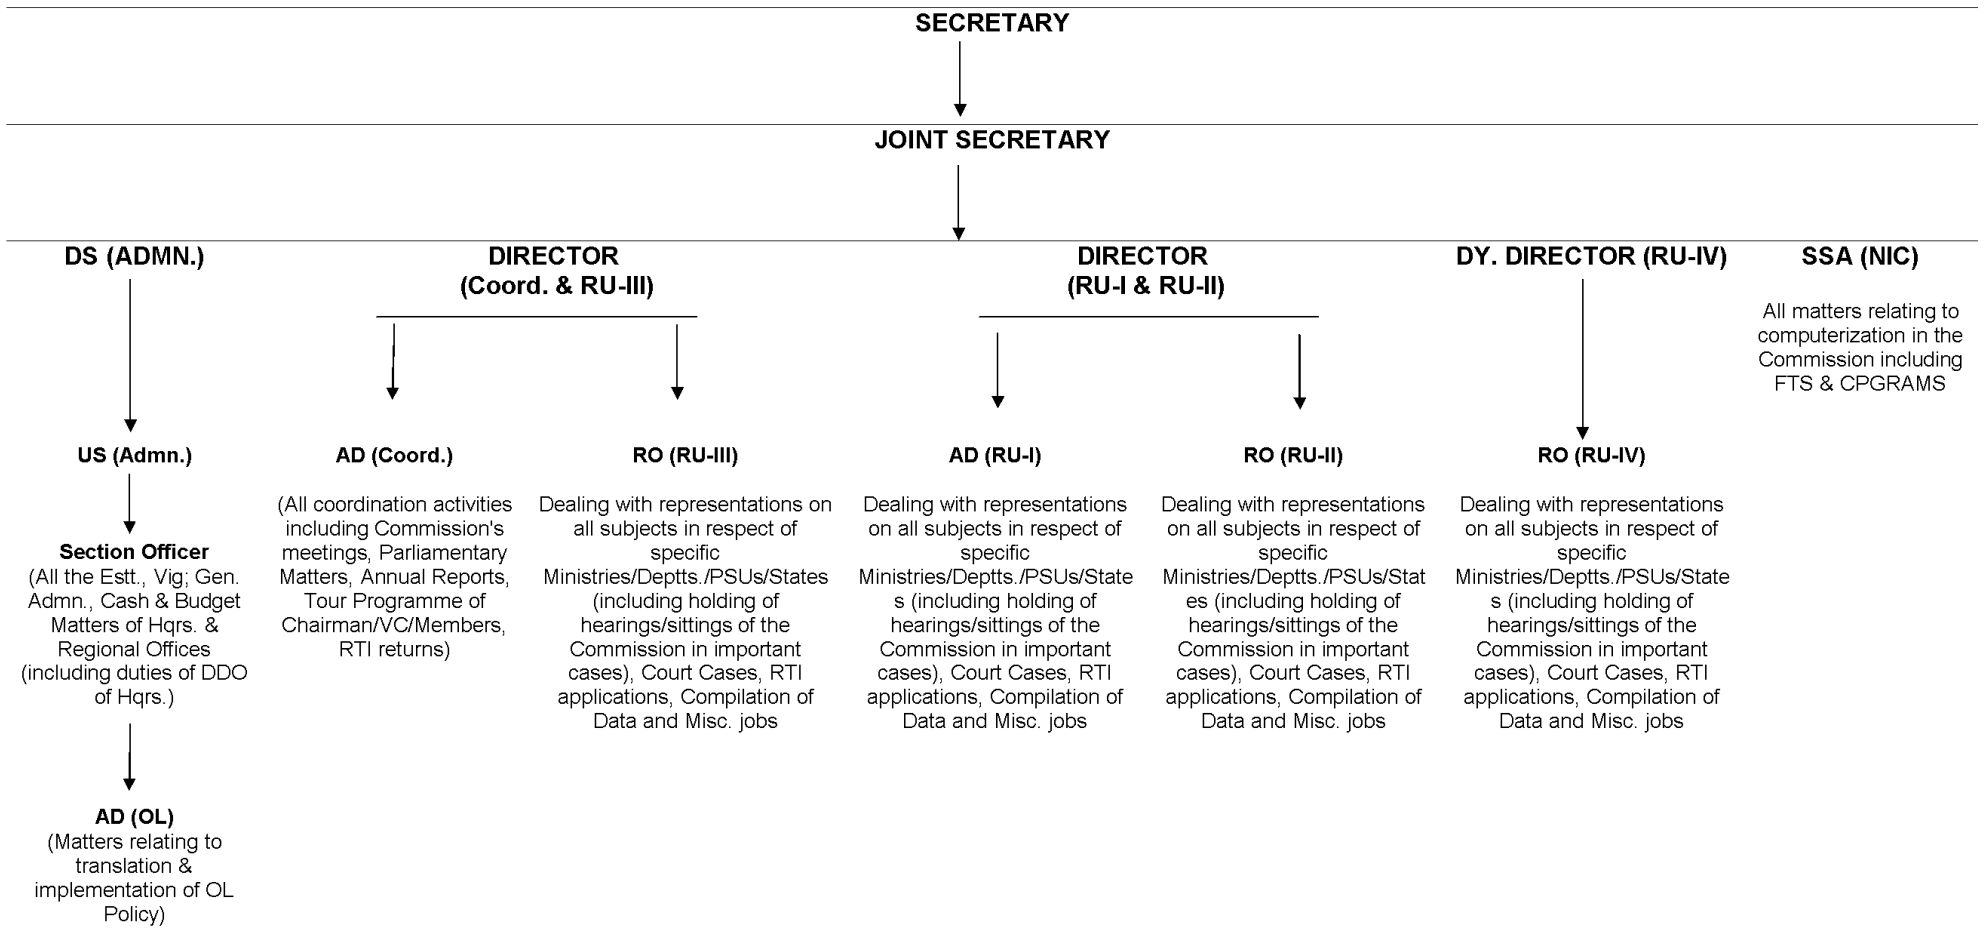 SECRETARY
JOINT SECRETARY
DS (ADMN.)
DIRECTOR
(Coord. & RU-III)
DIRECTOR
(RU-I & RU-II)
DY. DIRECTOR (RU-IV)
SSA (NIC)
All matters relating to
computerization in the
Commission including
FTS & CPGRAMS
US (Admn.)
Section Officer
(All the Estt., Vig; Gen.
Admn., Cash & Budget
Matters of Hqrs. &
Regional Offices
(including duties of DDO
of Hqrs.)
AD (OL)
(Matters relating to
translation &
implementation of OL
Policy)
AD (Coord.)
(All coordination activities
including Commission's
meetings, Parliamentary
Matters, Annual Reports,
Tour Programme of
Chairman/VC/Members,
RTI returns)
RO (RU-III)
Dealing with representations on
all subjects in respect of
specific
Ministries/Deptts./PSUs/States
(including holding of
hearings/sittings of the
Commission in important
cases), Court Cases, RTI
applications, Compilation of
Data and Misc. jobs
AD (RU-I)
Dealing with representations
on all subjects in respect of
specific
Ministries/Deptts./PSUs/State
s (including holding of
hearings/sittings of the
Commission in important
cases), Court Cases, RTI
applications, Compilation of
Data and Misc. jobs
RO (RU-II)
Dealing with representations
on all subjects in respect of
specific
Ministries/Deptts./PSUs/Stat
es (including holding of
hearings/sittings of the
Commission in important
cases), Court Cases, RTI
applications, Compilation of
Data and Misc. jobs
RO (RU-IV)
Dealing with representations
on all subjects in respect of
specific
Ministries/Deptts./PSUs/State
s (including holding of
hearings/sittings of the
Commission in important
cases), Court Cases, RTI
applications, Compilation of
Data and Misc. jobs